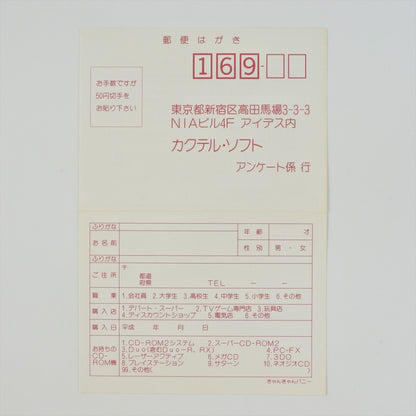 郵便はがき
169-
お手数ですが
50円切手を
お貼り下さい
東京都新宿区高田馬場3-3-3
NIAビル4F アイデス内
カクテル・ソフト
アンケート係 行
ふりがな
お名前
年齢 才
性別 男・女
ふりがな
ご住所 〒 都道府県 TEL - -
職業 1.会社員 2.大学生 3.高校生 4.中学生 5.小学生 6.その他
購入店 1.デパート・スーパー 2.TVゲーム専門店 3.玩具店
4.ディスカウントショップ 5.電気店 6.その他
購入日 平成 年 月 日
お持ちのCD-ROM機 1.CD-ROM2システム 2.スーパーCD-ROM2
3.Duo(含むDuo-R、RX) 4.PC-FX
5.レーザーアクティブ 6.メガCD 7.3DO
8.プレイステーション 9.サターン 10.ネオジオCD
99.その他( )
きゃんきゃんバニー